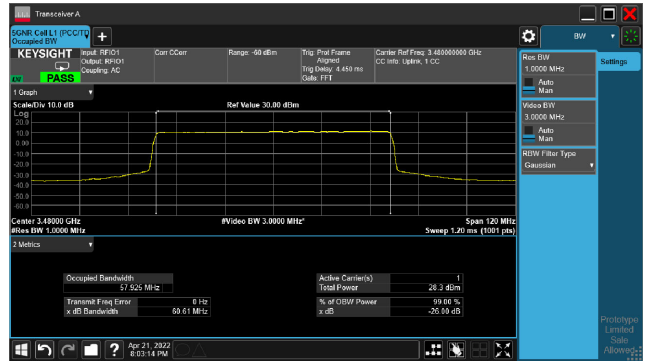 Transceiver A
5GNR Cell L1 (PCC/TD
Occupied BW
BW
KEYSIGHT
PASS
Input: RFIO1
Output: RFIO1
Coupling: AC
Corr CCorr
Range: -60 dBm
Trig: Prot Frame
Aligned
Trig Delay: 4.450 ms
Gate: FFT
Carrier Ref Freq: 3.480000000 GHz
CC Info: Uplink, 1 CC
1 Graph
Scale/Div 10.0 dB
Ref Value 30.00 dBm
Log
20.0
10.0
0.00
-10.0
-20.0
-30.0
-40.0
-50.0
-60.0
Center 3.48000 GHz
#Video BW 3.0000 MHz*
Span 120 MHz
#Res BW 1.0000 MHz
Sweep 1.20 ms (1001 pts)
2 Metrics
Occupied Bandwidth
57.925 MHz
Active Carrier(s) 1
Total Power 28.3 dBm
Transmit Freq Error 0 Hz
x dB Bandwidth 60.61 MHz
% of OBW Power 99.00 %
x dB -26.00 dB
Res BW
1.0000 MHz
Auto
Man
Video BW
3.0000 MHz
Auto
Man
RBW Filter Type
Gaussian
Settings
Prototype
Limited
Sale
Allowed
?
Apr 21, 2022
8:03:14 PM